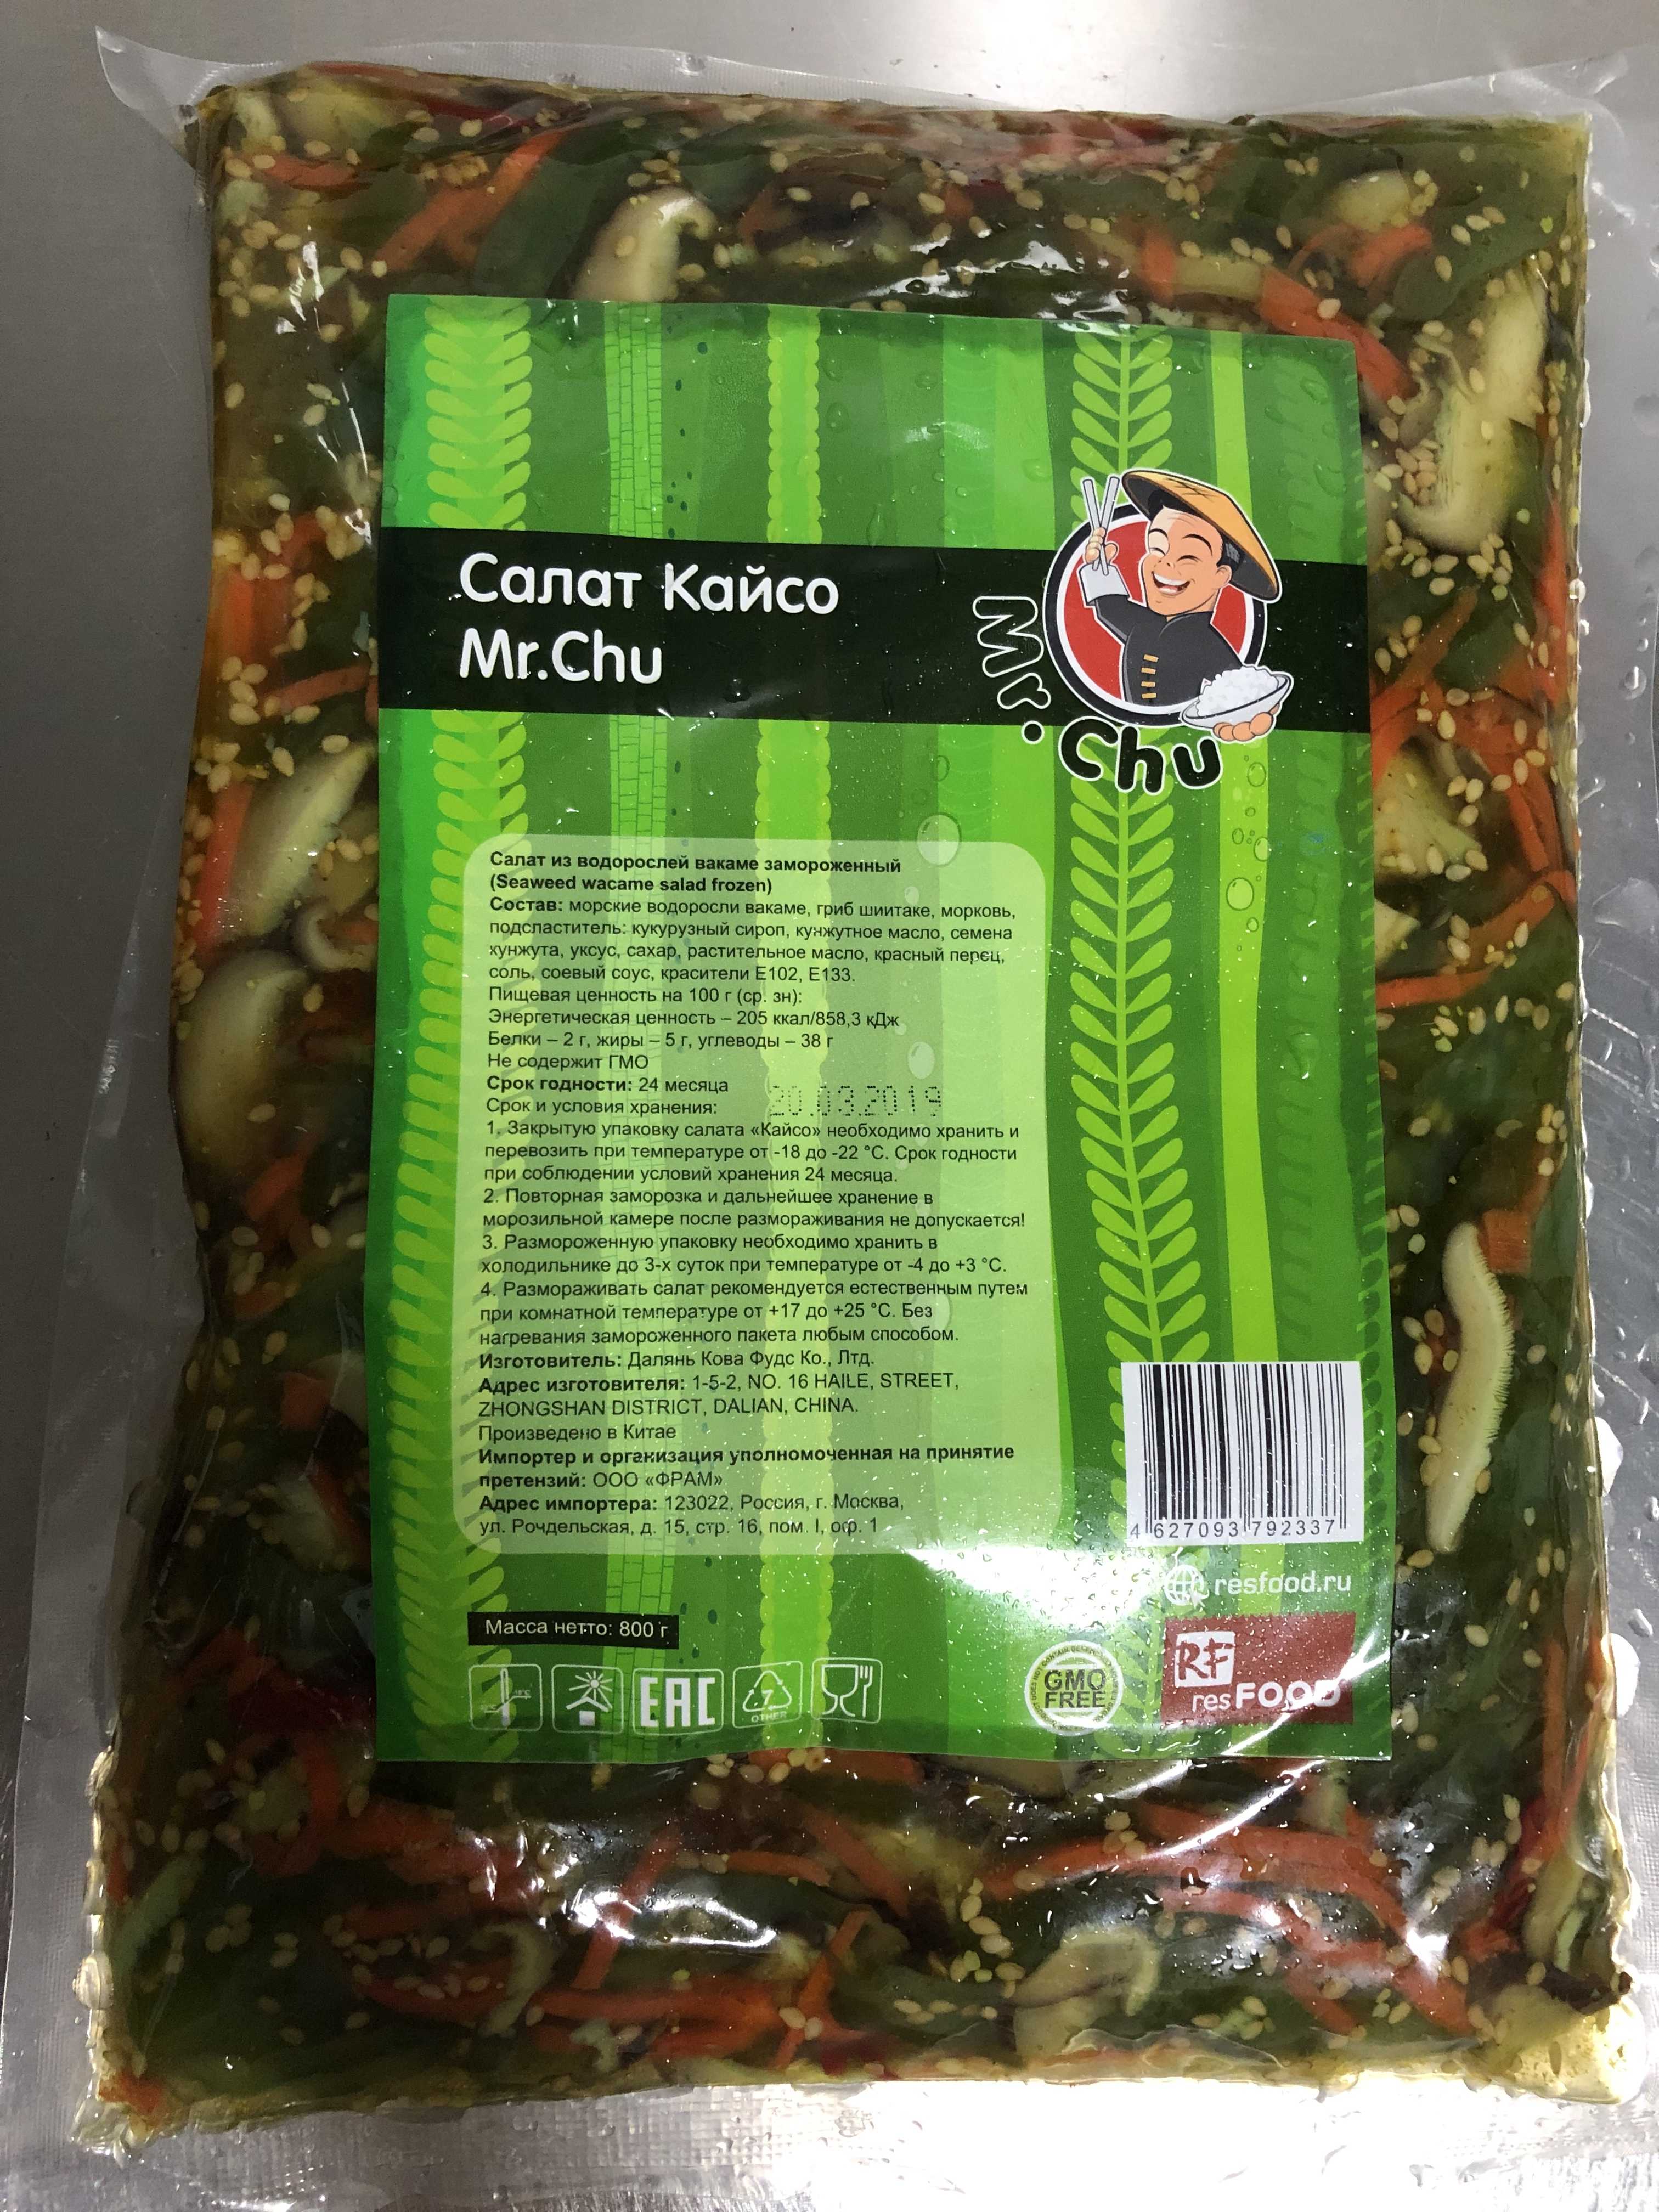 Салат Кайсо
Mr.Chu
Mr. Chu
Салат из водорослей вакаме замороженный
(Seaweed wacame salad frozen)
Состав: морские водоросли вакаме, гриб шиитаке, морковь,
подсластитель: кукурузный сироп, кунжутное масло, семена
хунжута, уксус, сахар, растительное масло, красный перец,
соль, соевый соус, красители Е102, Е133.
Пищевая ценность на 100 г (ср. зн):
Энергетическая ценность – 205 ккал/858,3 кДж
Белки – 2 г, жиры – 5 г, углеводы – 38 г
Не содержит ГМО
Срок годности: 24 месяца
20.03.2019
Срок и условия хранения:
1. Закрытую упаковку салата «Кайсо» необходимо хранить и
перевозить при температуре от -18 до -22 °C. Срок годности
при соблюдении условий хранения 24 месяца.
2. Повторная заморозка и дальнейшее хранение в
морозильной камере после размораживания не допускается!
3. Размороженную упаковку необходимо хранить в
холодильнике до 3-х суток при температуре от -4 до +3 °C.
4. Размораживать салат рекомендуется естественным путем
при комнатной температуре от +17 до +25 °C. Без
нагревания замороженного пакета любым способом.
Изготовитель: Далянь Кова Фудс Ко., Лтд.
Адрес изготовителя: 1-5-2, NO. 16 HAILE, STREET,
ZHONGSHAN DISTRICT, DALIAN, CHINA.
Произведено в Китае
Импортер и организация уполномоченная на принятие
претензий: ООО «ФРАМ»
Адрес импортера: 123022, Россия, г. Москва,
ул. Рочдельская, д. 15, стр. 16, пом. I, оф. 1
4 627093 792337
resfood.ru
Масса нетто: 800 г
EAC
7
OTHER
GMO
FREE
RF
resFOOD